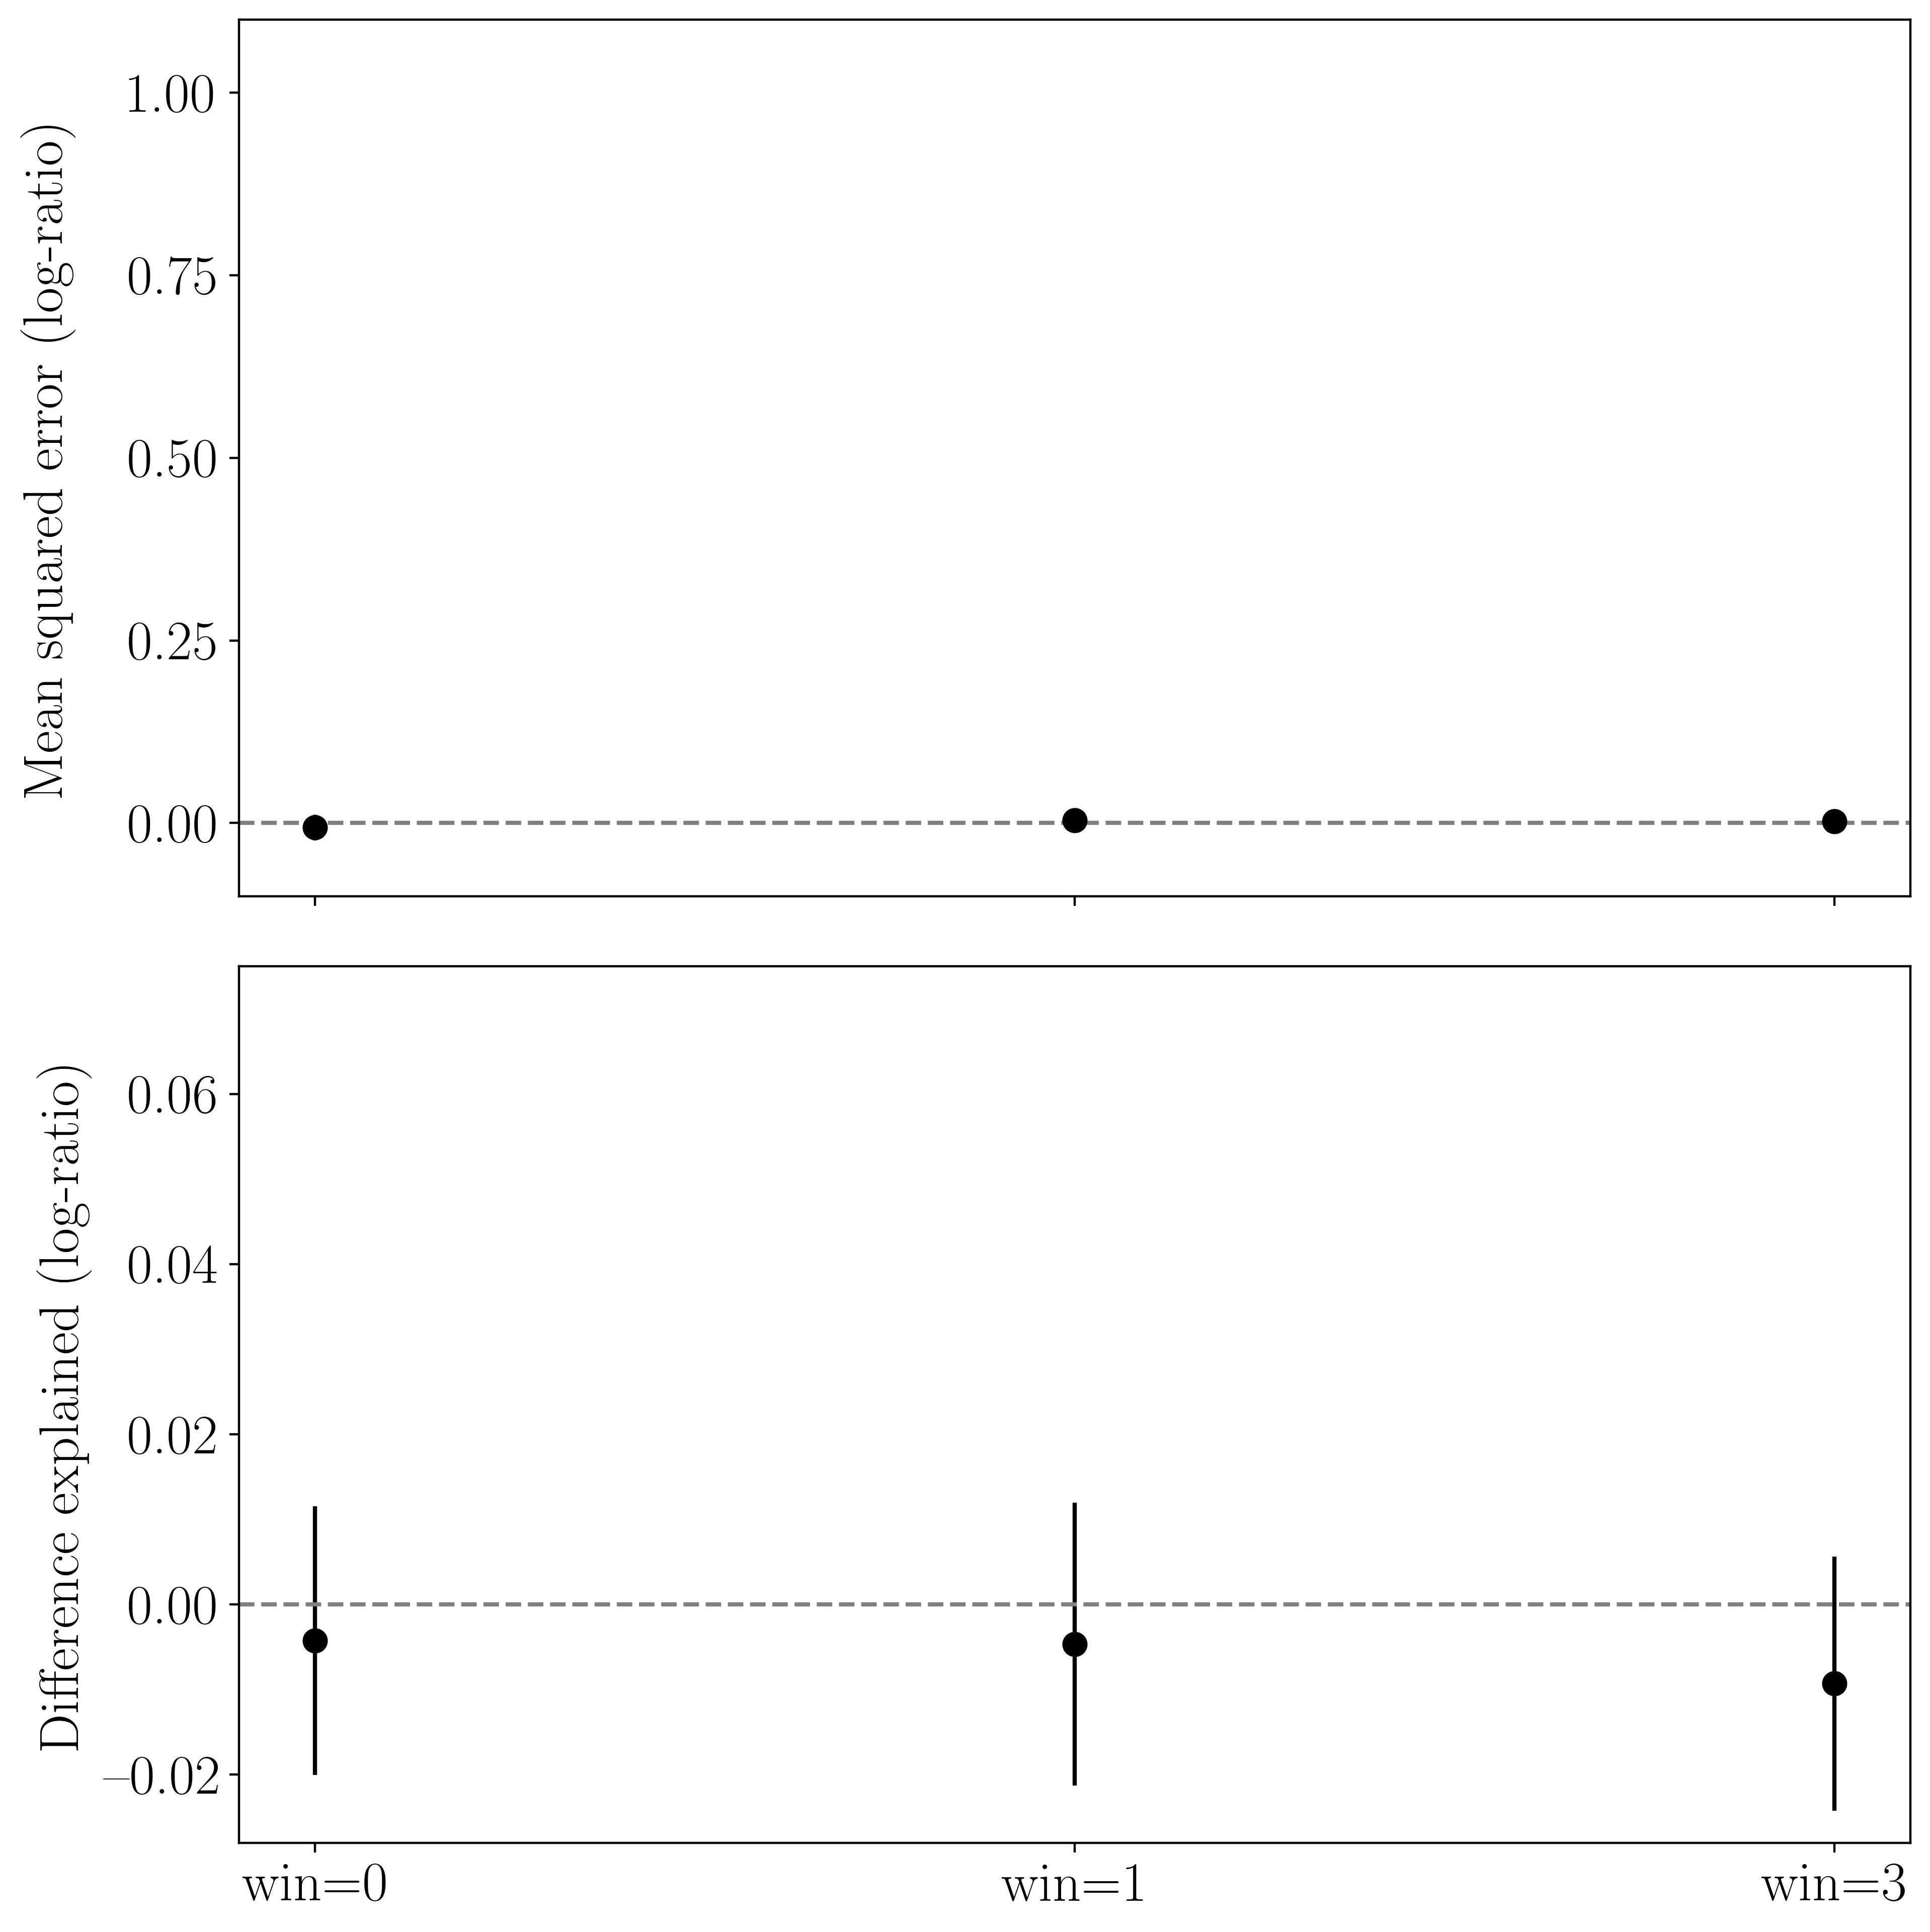 Mean squared error (log-ratio)
1.00
0.75
0.50
0.25
0.00
Difference explained (log-ratio)
0.06
0.04
0.02
0.00
−0.02
win=0
win=1
win=3